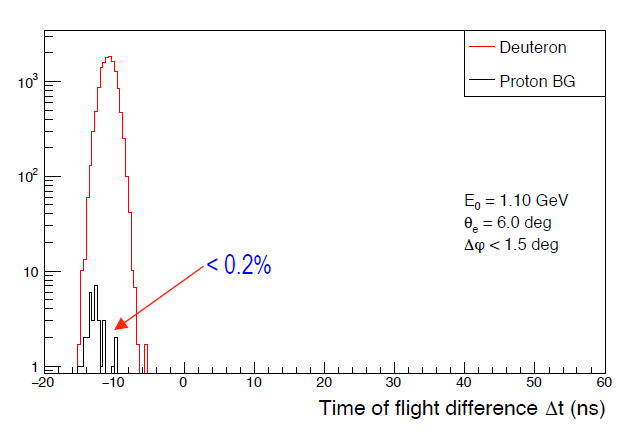 10³
10²
10
1
Deuteron
Proton BG
E₀ = 1.10 GeV
θₑ = 6.0 deg
Δφ < 1.5 deg
< 0.2%
−20 −10 0 10 20 30 40 50 60
Time of flight difference Δt (ns)